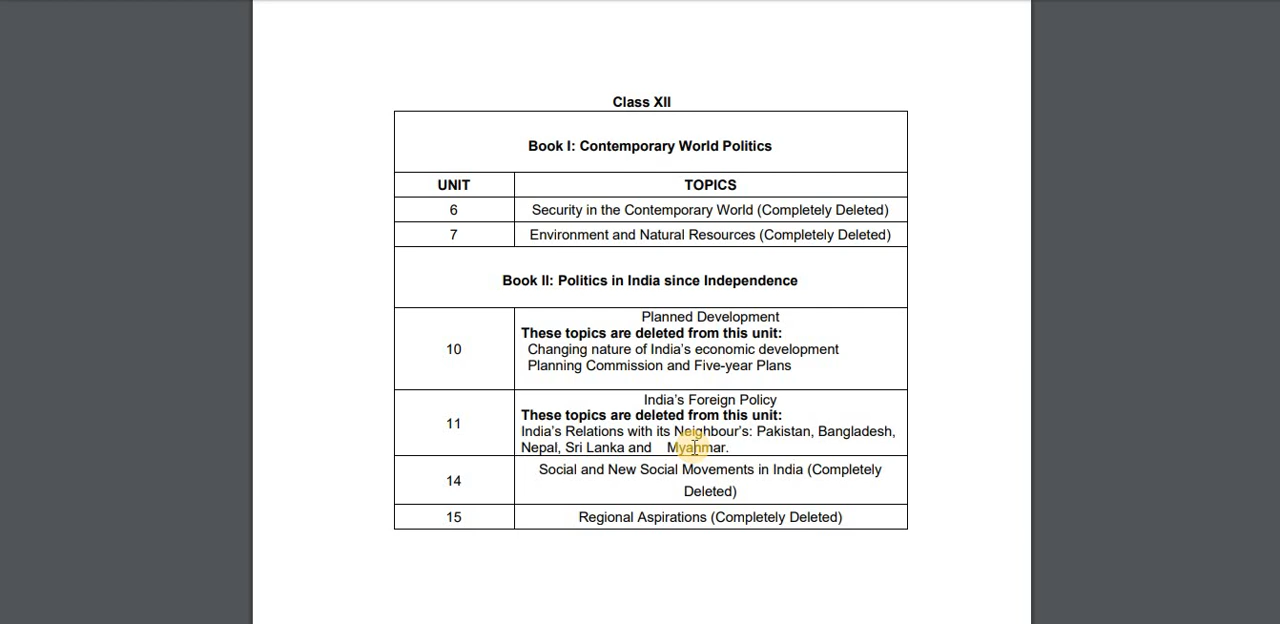 Class XII
Book I: Contemporary World Politics
UNIT TOPICS
6 Security in the Contemporary World (Completely Deleted)
7 Environment and Natural Resources (Completely Deleted)
Book II: Politics in India since Independence
Planned Development
These topics are deleted from this unit:
10 Changing nature of India’s economic development
Planning Commission and Five-year Plans
India’s Foreign Policy
These topics are deleted from this unit:
11 India’s Relations with its Neighbour’s: Pakistan, Bangladesh,
Nepal, Sri Lanka and Myanmar.
14 Social and New Social Movements in India (Completely
Deleted)
15 Regional Aspirations (Completely Deleted)